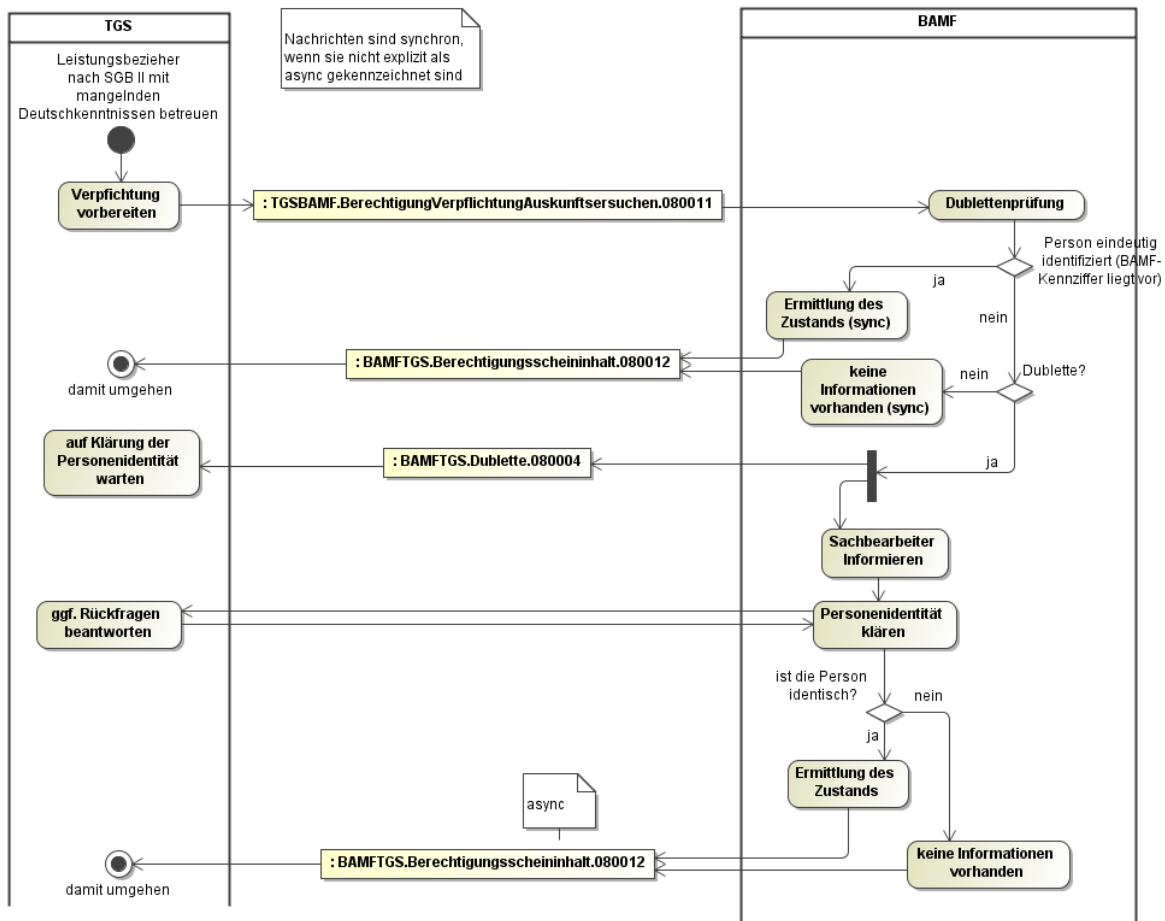 TGS
BAMF
Leistungsbezieher
nach SGB II mit
mangelnden
Deutschkenntnissen betreuen
Nachrichten sind synchron,
wenn sie nicht explizit als
async gekennzeichnet sind
Verpfichtung
vorbereiten
: TGSBAMF.BerechtigungVerpflichtungAuskunftsersuchen.080011
Dublettenprüfung
Person eindeutig
identifiziert (BAMF-
Kennziffer liegt vor)
ja
nein
Ermittlung des
Zustands (sync)
: BAMFTGS.Berechtigungsscheininhalt.080012
damit umgehen
keine
Informationen
vorhanden (sync)
nein
Dublette?
auf Klärung der
Personenidentität
warten
: BAMFTGS.Dublette.080004
ja
Sachbearbeiter
Informieren
ggf. Rückfragen
beantworten
Personenidentität
klären
ist die Person
identisch?
nein
ja
Ermittlung des
Zustands
async
: BAMFTGS.Berechtigungsscheininhalt.080012
damit umgehen
keine Informationen
vorhanden